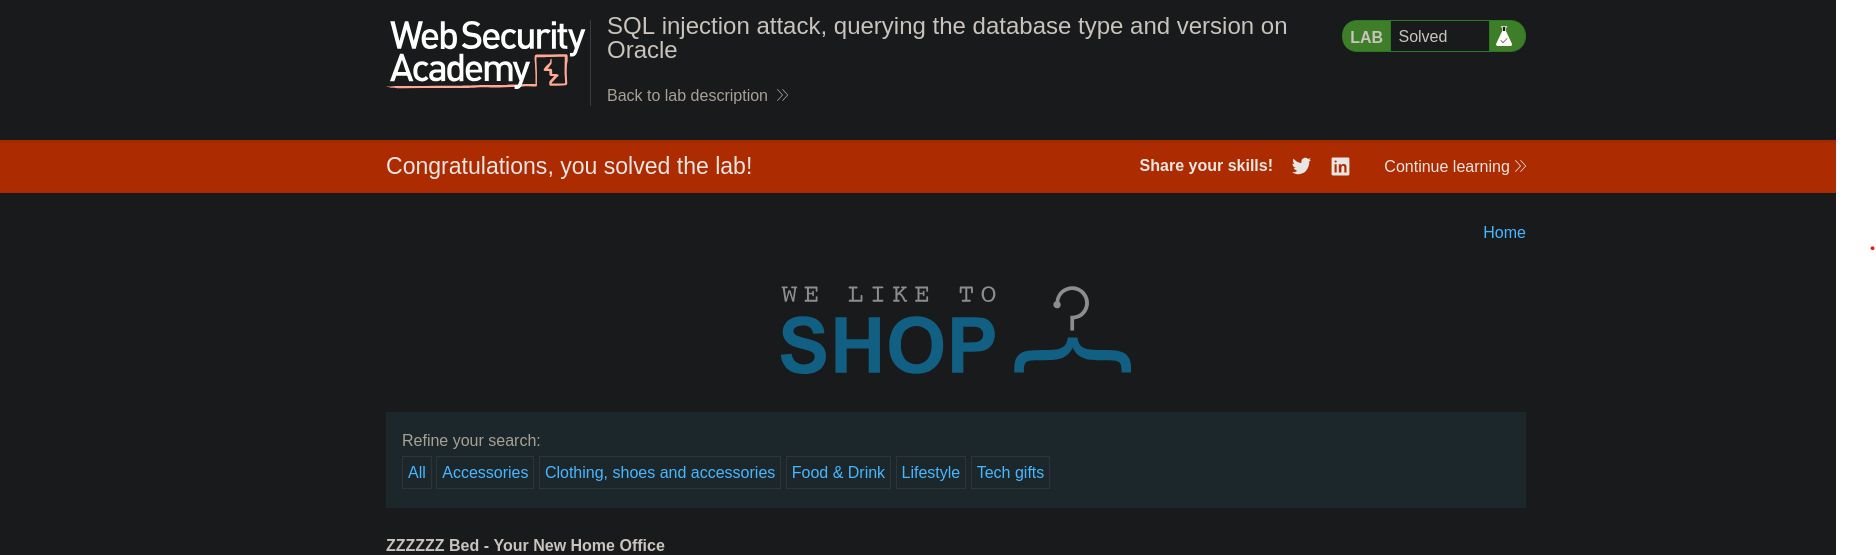 Web Security
Academy
SQL injection attack, querying the database type and version on
Oracle
Back to lab description
LAB Solved
Congratulations, you solved the lab!
Share your skills!
Continue learning
Home
WE LIKE TO
SHOP
Refine your search:
All Accessories Clothing, shoes and accessories Food & Drink Lifestyle Tech gifts
ZZZZZZ Bed - Your New Home Office